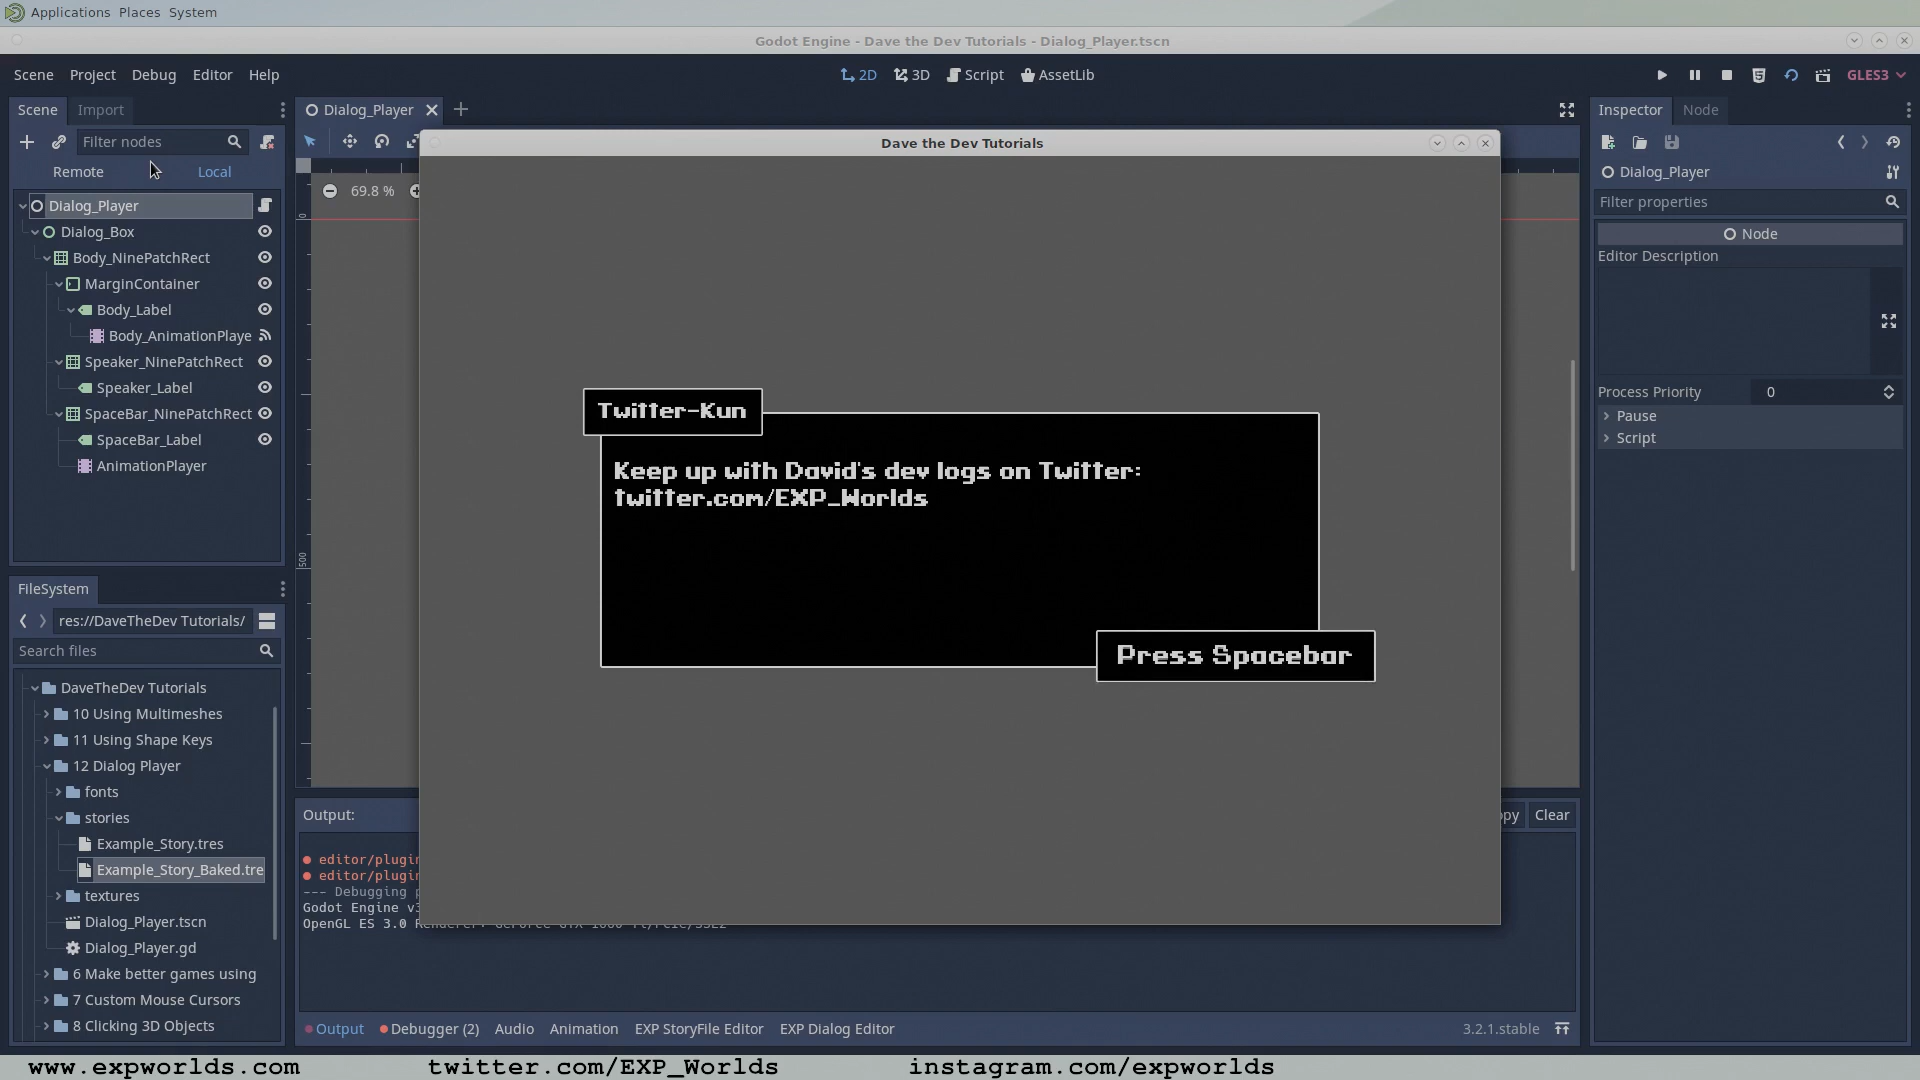 Applications Places System
Godot Engine - Dave the Dev Tutorials - Dialog_Player.tscn
Scene Project Debug Editor Help
2D 3D Script AssetLib
GLES3
Scene Import
Filter nodes
Remote Local
Dialog_Player
Dialog_Box
Body_NinePatchRect
MarginContainer
Body_Label
Body_AnimationPlaye
Speaker_NinePatchRect
Speaker_Label
SpaceBar_NinePatchRect
SpaceBar_Label
AnimationPlayer
FileSystem
res://DaveTheDev Tutorials/
Search files
DaveTheDev Tutorials
10 Using Multimeshes
11 Using Shape Keys
12 Dialog Player
fonts
stories
Example_Story.tres
Example_Story_Baked.tre
textures
Dialog_Player.tscn
Dialog_Player.gd
6 Make better games using
7 Custom Mouse Cursors
8 Clicking 3D Objects
Dialog_Player
69.8 %
0
500
Dave the Dev Tutorials
Twitter-Kun
Keep up with David's dev logs on Twitter:
twitter.com/EXP_Worlds
Press Spacebar
Output:
opy Clear
editor/plugin
editor/plugin
--- Debugging p
Godot Engine v3
OpenGL ES 3.0
Output Debugger (2) Audio Animation EXP StoryFile Editor EXP Dialog Editor 3.2.1.stable
Inspector Node
Dialog_Player
Filter properties
Node
Editor Description
Process Priority 0
Pause
Script
www.expworlds.com twitter.com/EXP_Worlds instagram.com/expworlds